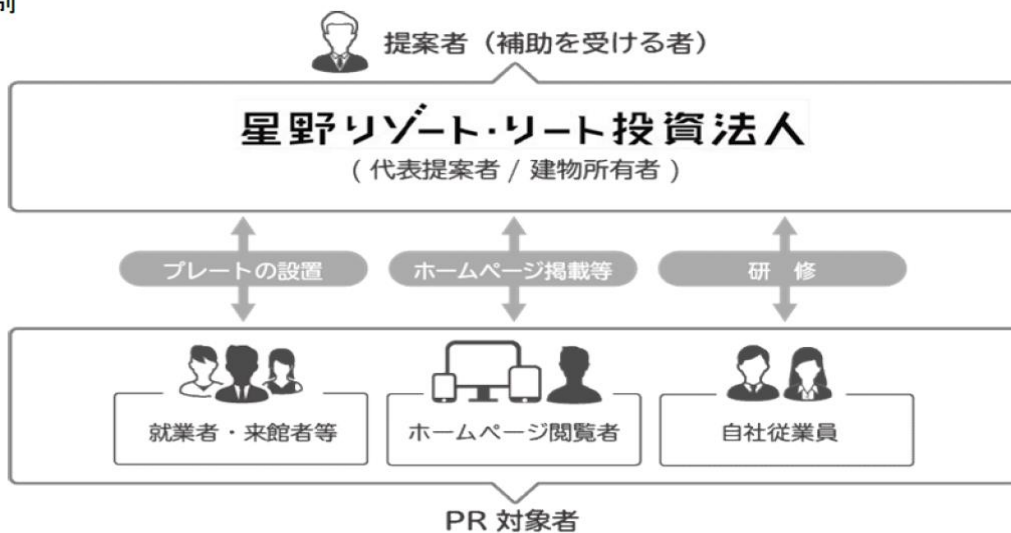 別
提案者（補助を受ける者）
星野リゾート・リート投資法人
( 代表提案者 / 建物所有者 )
プレートの設置
ホームページ掲載等
研 修
就業者・来館者等
ホームページ閲覧者
自社従業員
PR 対象者